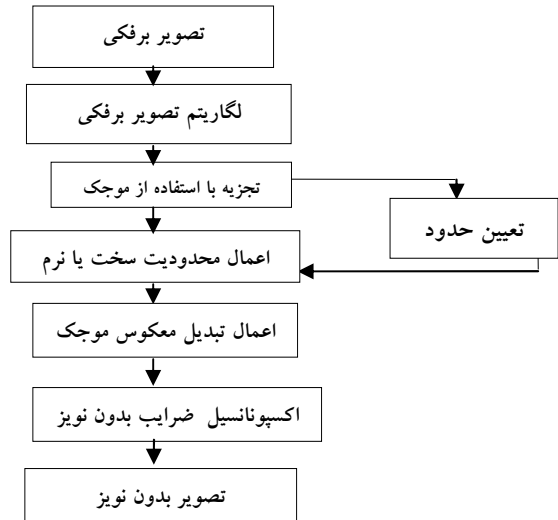 تصویر برفکی
لگاریتم تصویر برفکی
تجزیه با استفاده از موجک
تعیین حدود
اعمال محدودیت سخت یا نرم
اعمال تبدیل معکوس موجک
اکسپونانسیل ضرایب بدون نویز
تصویر بدون نویز